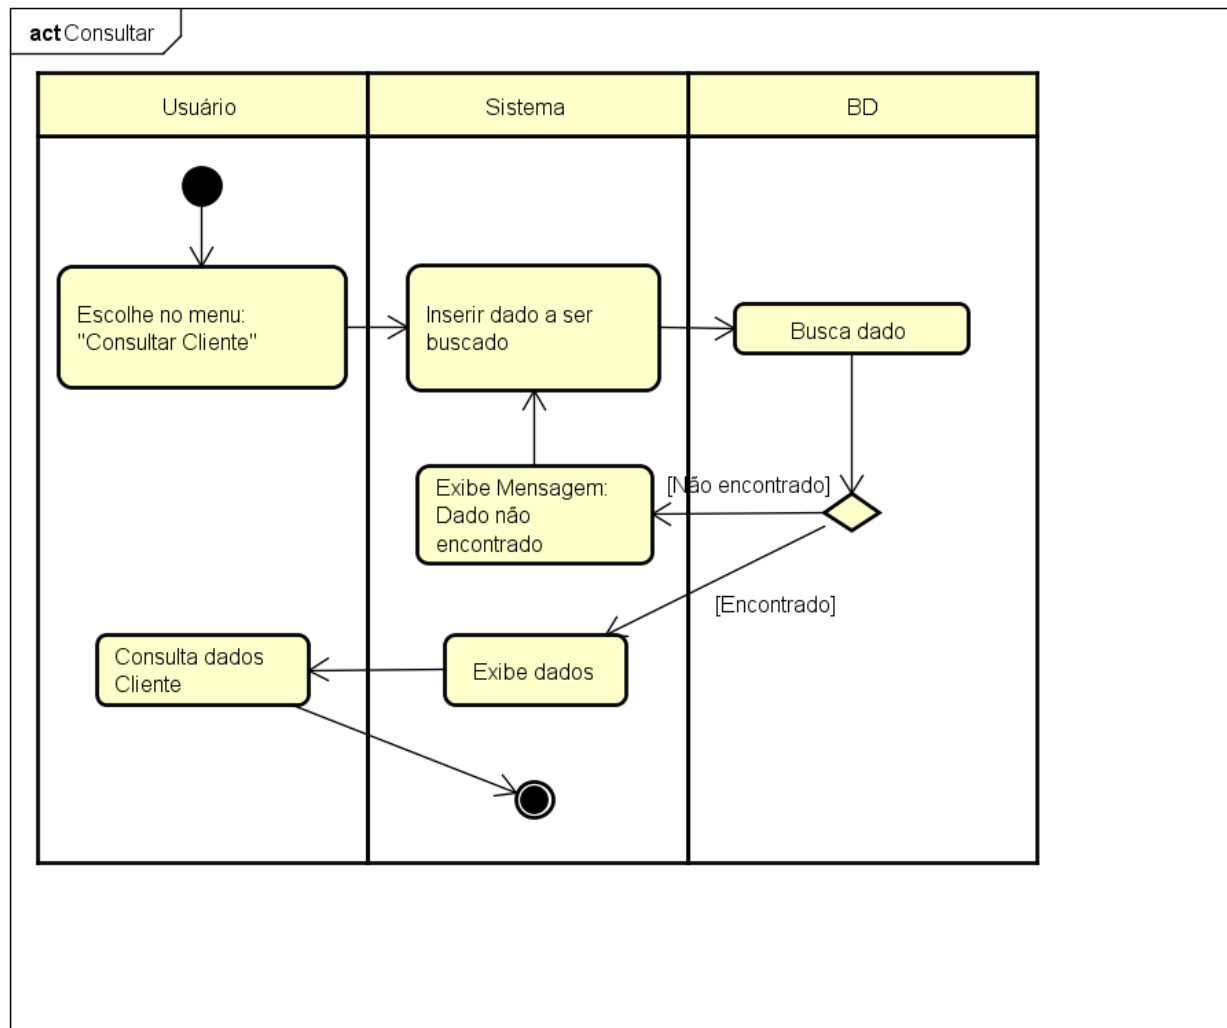 act Consultar
Usuário
Sistema
BD
Escolhe no menu:
"Consultar Cliente"
Inserir dado a ser
buscado
Busca dado
Exibe Mensagem:
Dado não
encontrado
[Não encontrado]
[Encontrado]
Consulta dados
Cliente
Exibe dados